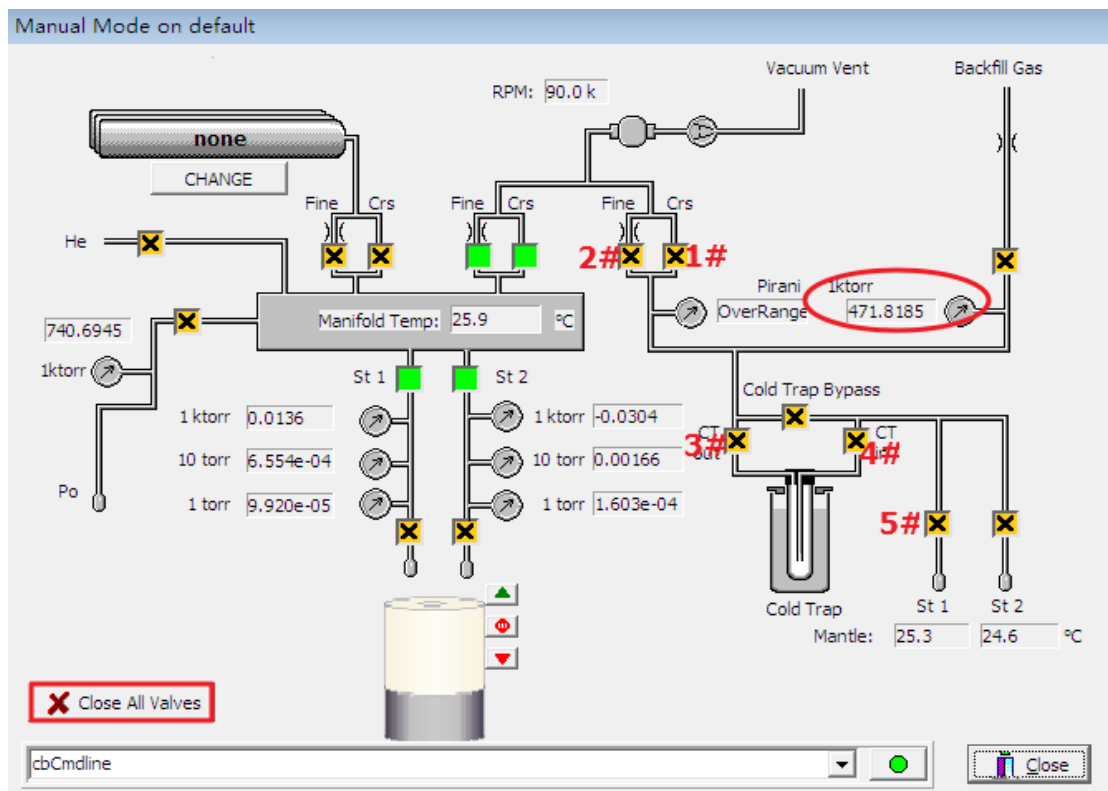 Manual Mode on default
Vacuum Vent
Backfill Gas
RPM: 90.0 k
none
CHANGE
Fine Crs
Fine Crs
Fine Crs
He
2# 1#
Pirani 1ktorr
OverRange 471.8185
Manifold Temp: 25.9 ºC
740.6945
1ktorr
St 1 St 2
Cold Trap Bypass
1 ktorr 0.0136
1 ktorr -0.0304
3# CT
CT
4#
10 torr 6.554e-04
10 torr 0.00166
Po
1 torr 9.920e-05
1 torr 1.603e-04
5#
Cold Trap St 1 St 2
Mantle: 25.3 24.6 ºC
Close All Valves
cbCmdline
Close